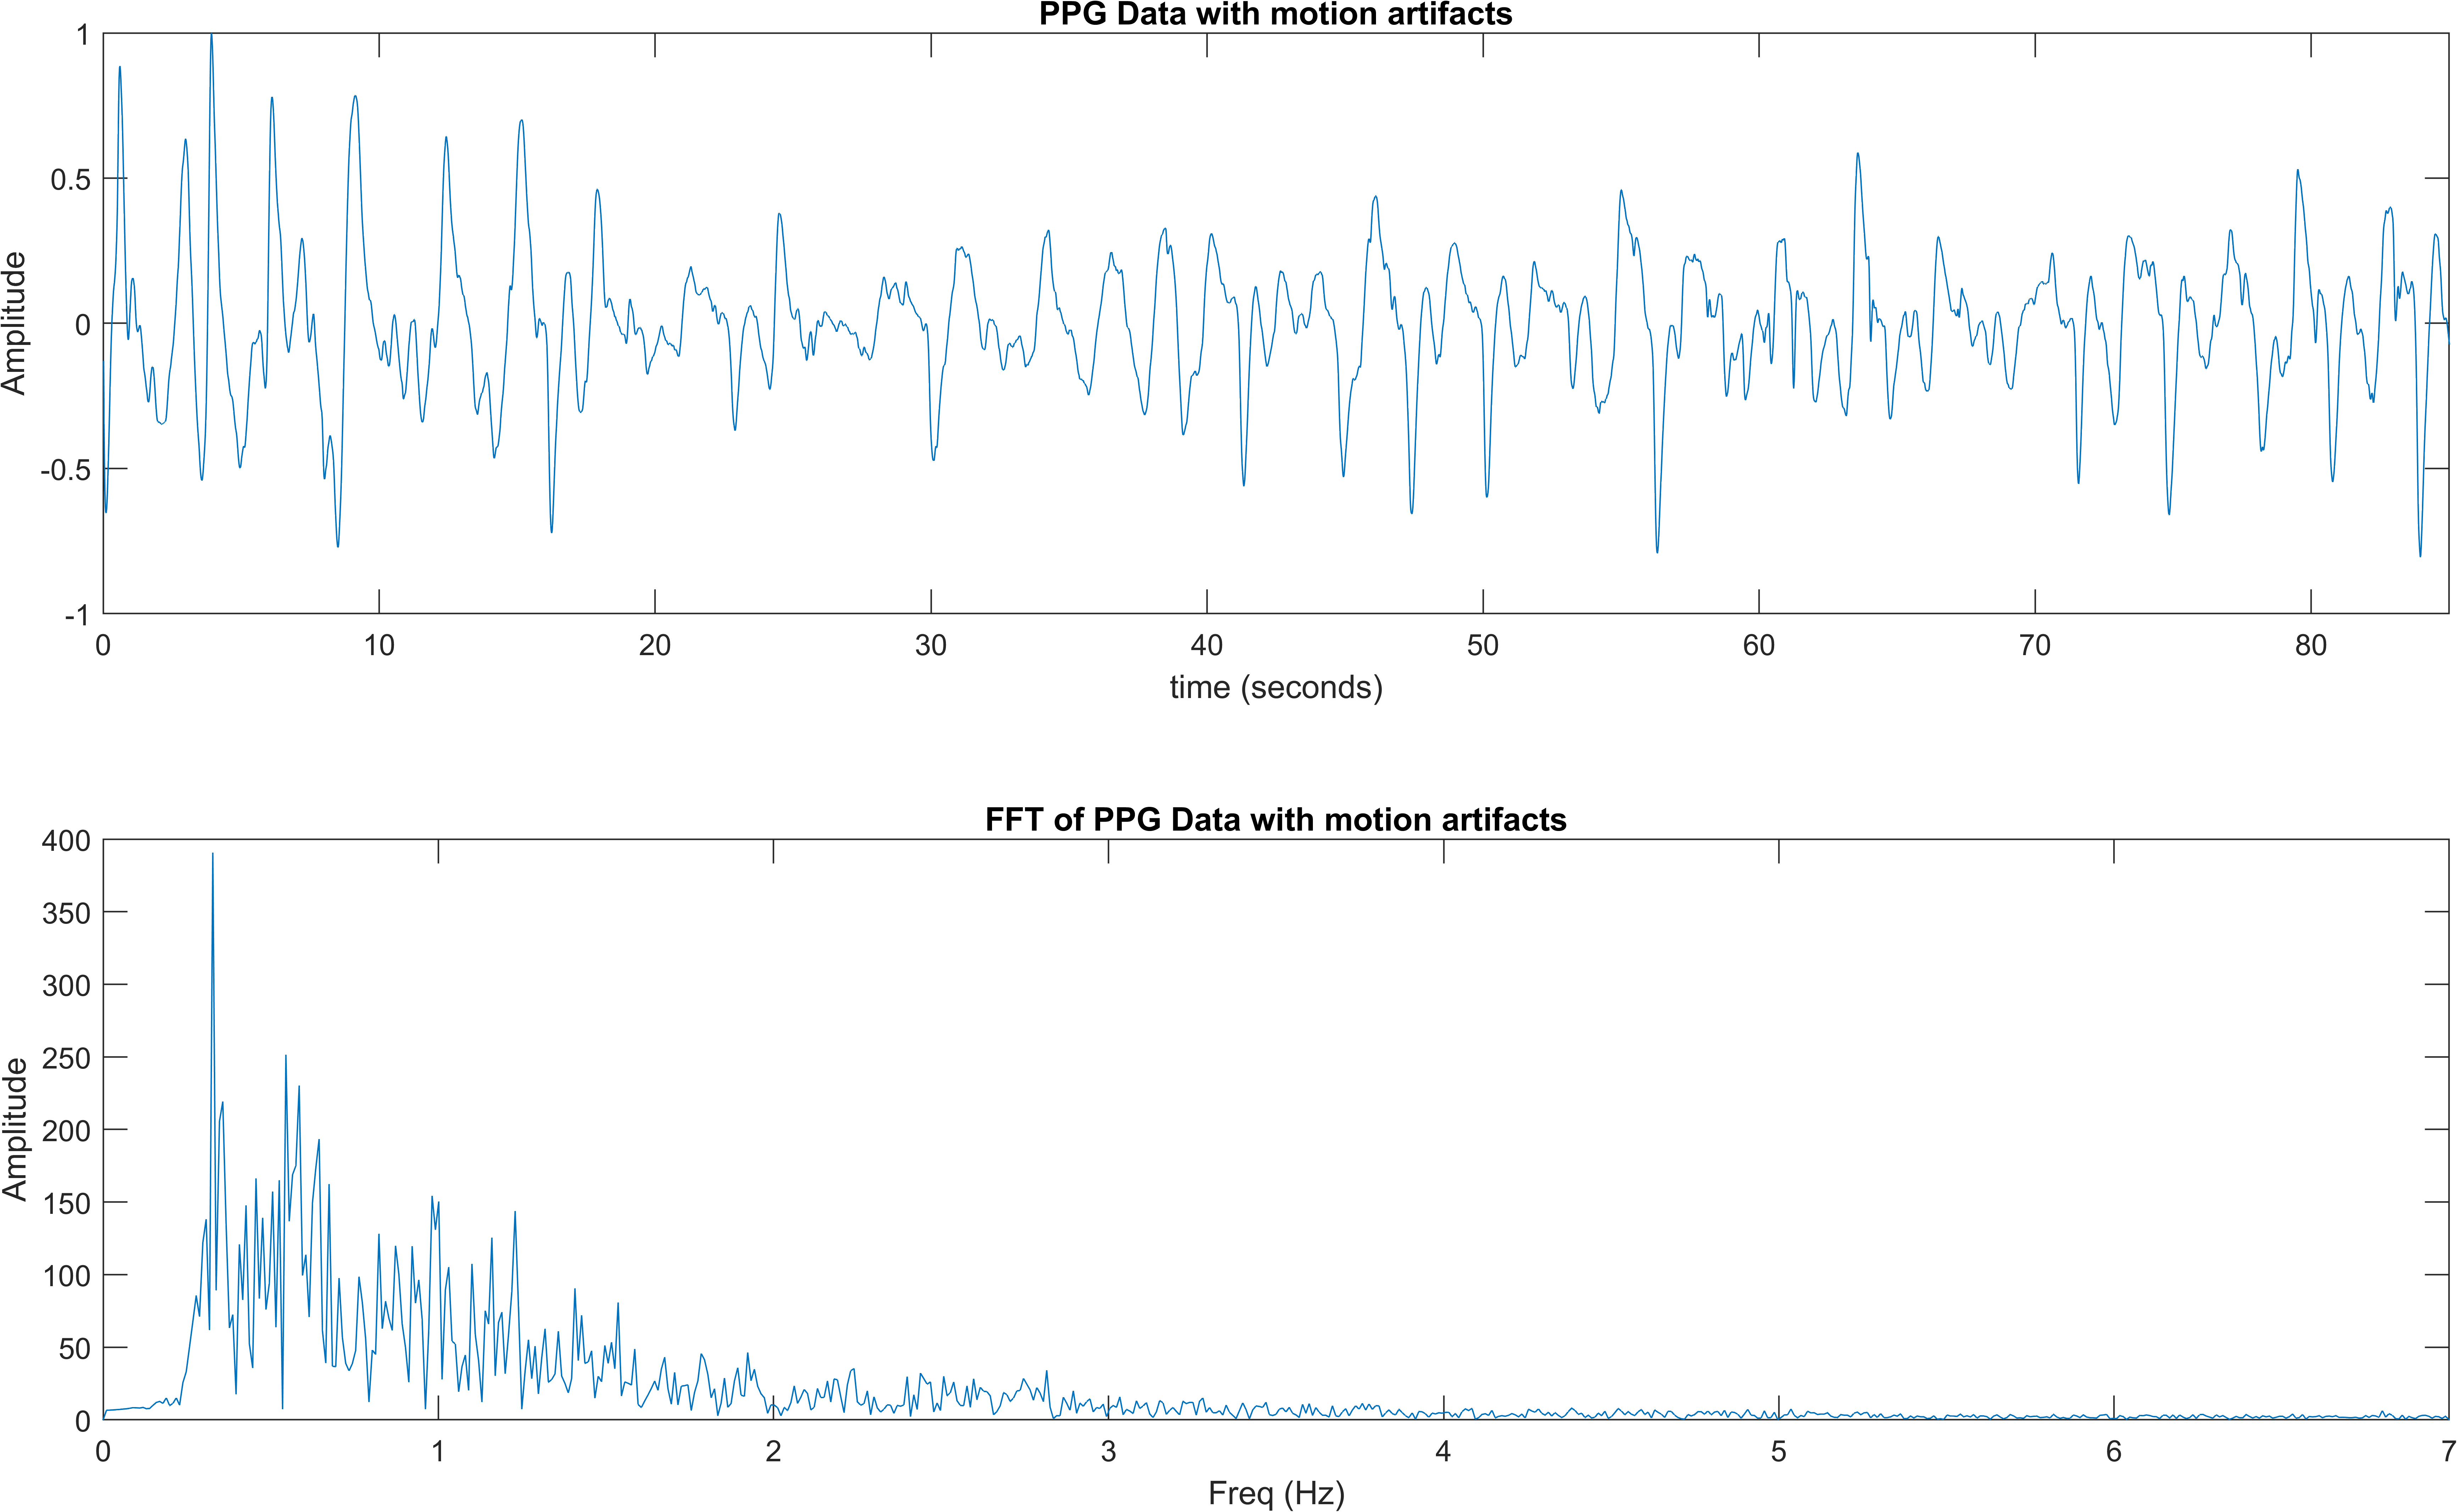 PPG Data with motion artifacts
1
0.5
0
-0.5
-1
Amplitude
0 10 20 30 40 50 60 70 80
time (seconds)
FFT of PPG Data with motion artifacts
400
350
300
250
200
150
100
50
0
Amplitude
0 1 2 3 4 5 6 7
Freq (Hz)